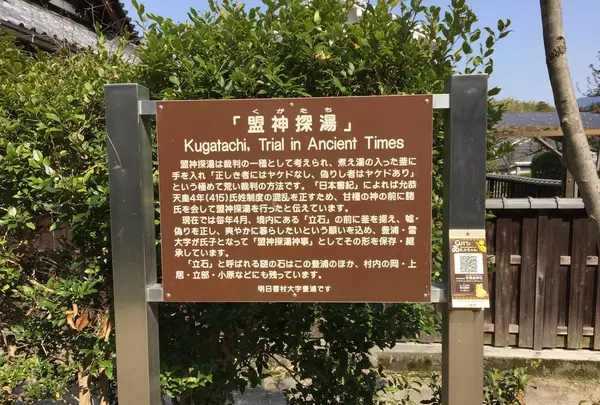 くがたち
「盟神探湯」
Kugatachi, Trial in Ancient Times
盟神探湯は裁判の一種として考えられ、煮え湯の入った釜に
手を入れ「正しき者にはヤケドなし、偽りし者はヤケドあり」
という極めて荒い裁判の方法です。「日本書紀」によれば允恭
天皇4年(415)氏姓制度の混乱を正すため、甘橿の神の前に諸
氏を会して盟神探湯を行ったと伝えています。
現在では毎年4月、境内にある「立石」の前に釜を据え、嘘・
偽りを正し、爽やかに暮らしたいという願いを込め、豊浦・雷
大字が氏子となって「盟神探湯神事」としてその形を保存・継
承しています。
「立石」と呼ばれる謎の石はこの豊浦のほか、村内の岡・上
居・立部・小原などにも残っています。
明日香村大字豊浦です